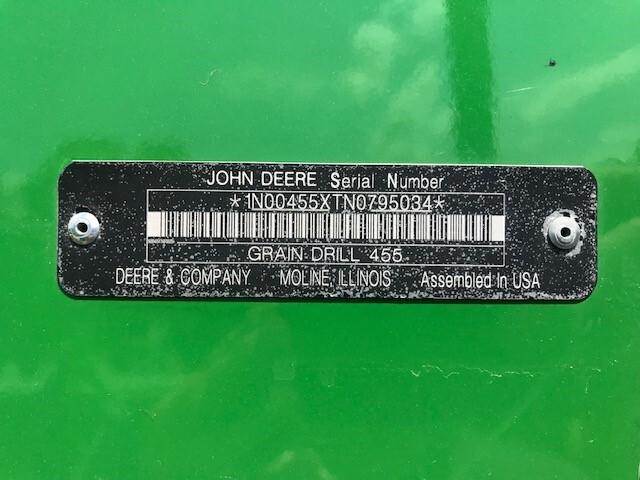 JOHN DEERE Serial Number
*1N00455XTN0795034*
GRAIN DRILL 455
DEERE & COMPANY MOLINE, ILLINOIS Assembled in USA